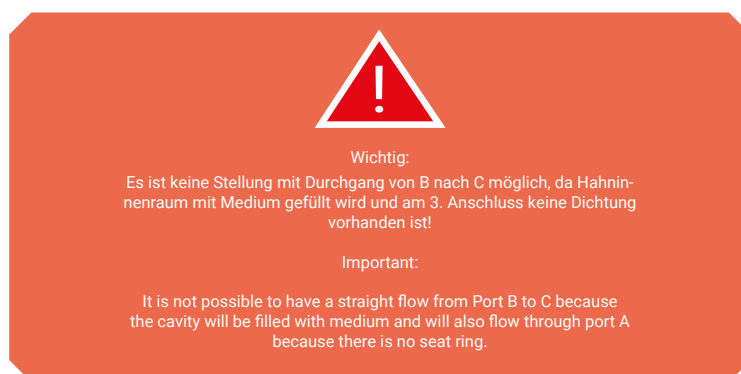 !
Wichtig:
Es ist keine Stellung mit Durchgang von B nach C möglich, da Hahnin-
nenraum mit Medium gefüllt wird und am 3. Anschluss keine Dichtung
vorhanden ist!
Important:
It is not possible to have a straight flow from Port B to C because
the cavity will be filled with medium and will also flow through port A
because there is no seat ring.